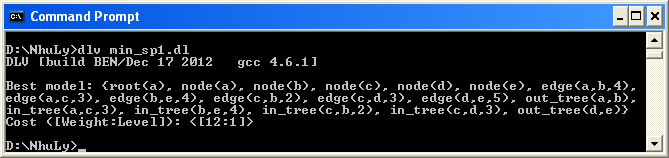 Command Prompt
D:\NhuLy>dlv min_sp1.dl
DLV [build BEN/Dec 17 2012   gcc 4.6.1]
Best model: {root(a), node(a), node(b), node(c), node(d), node(e), edge(a,b,4),
edge(a,c,3), edge(b,e,4), edge(c,b,2), edge(c,d,3), edge(d,e,5), out_tree(a,b),
in_tree(a,c,3), in_tree(b,e,4), in_tree(c,b,2), in_tree(c,d,3), out_tree(d,e)}
Cost ([Weight:Level]): <[12:1]>
D:\NhuLy>_